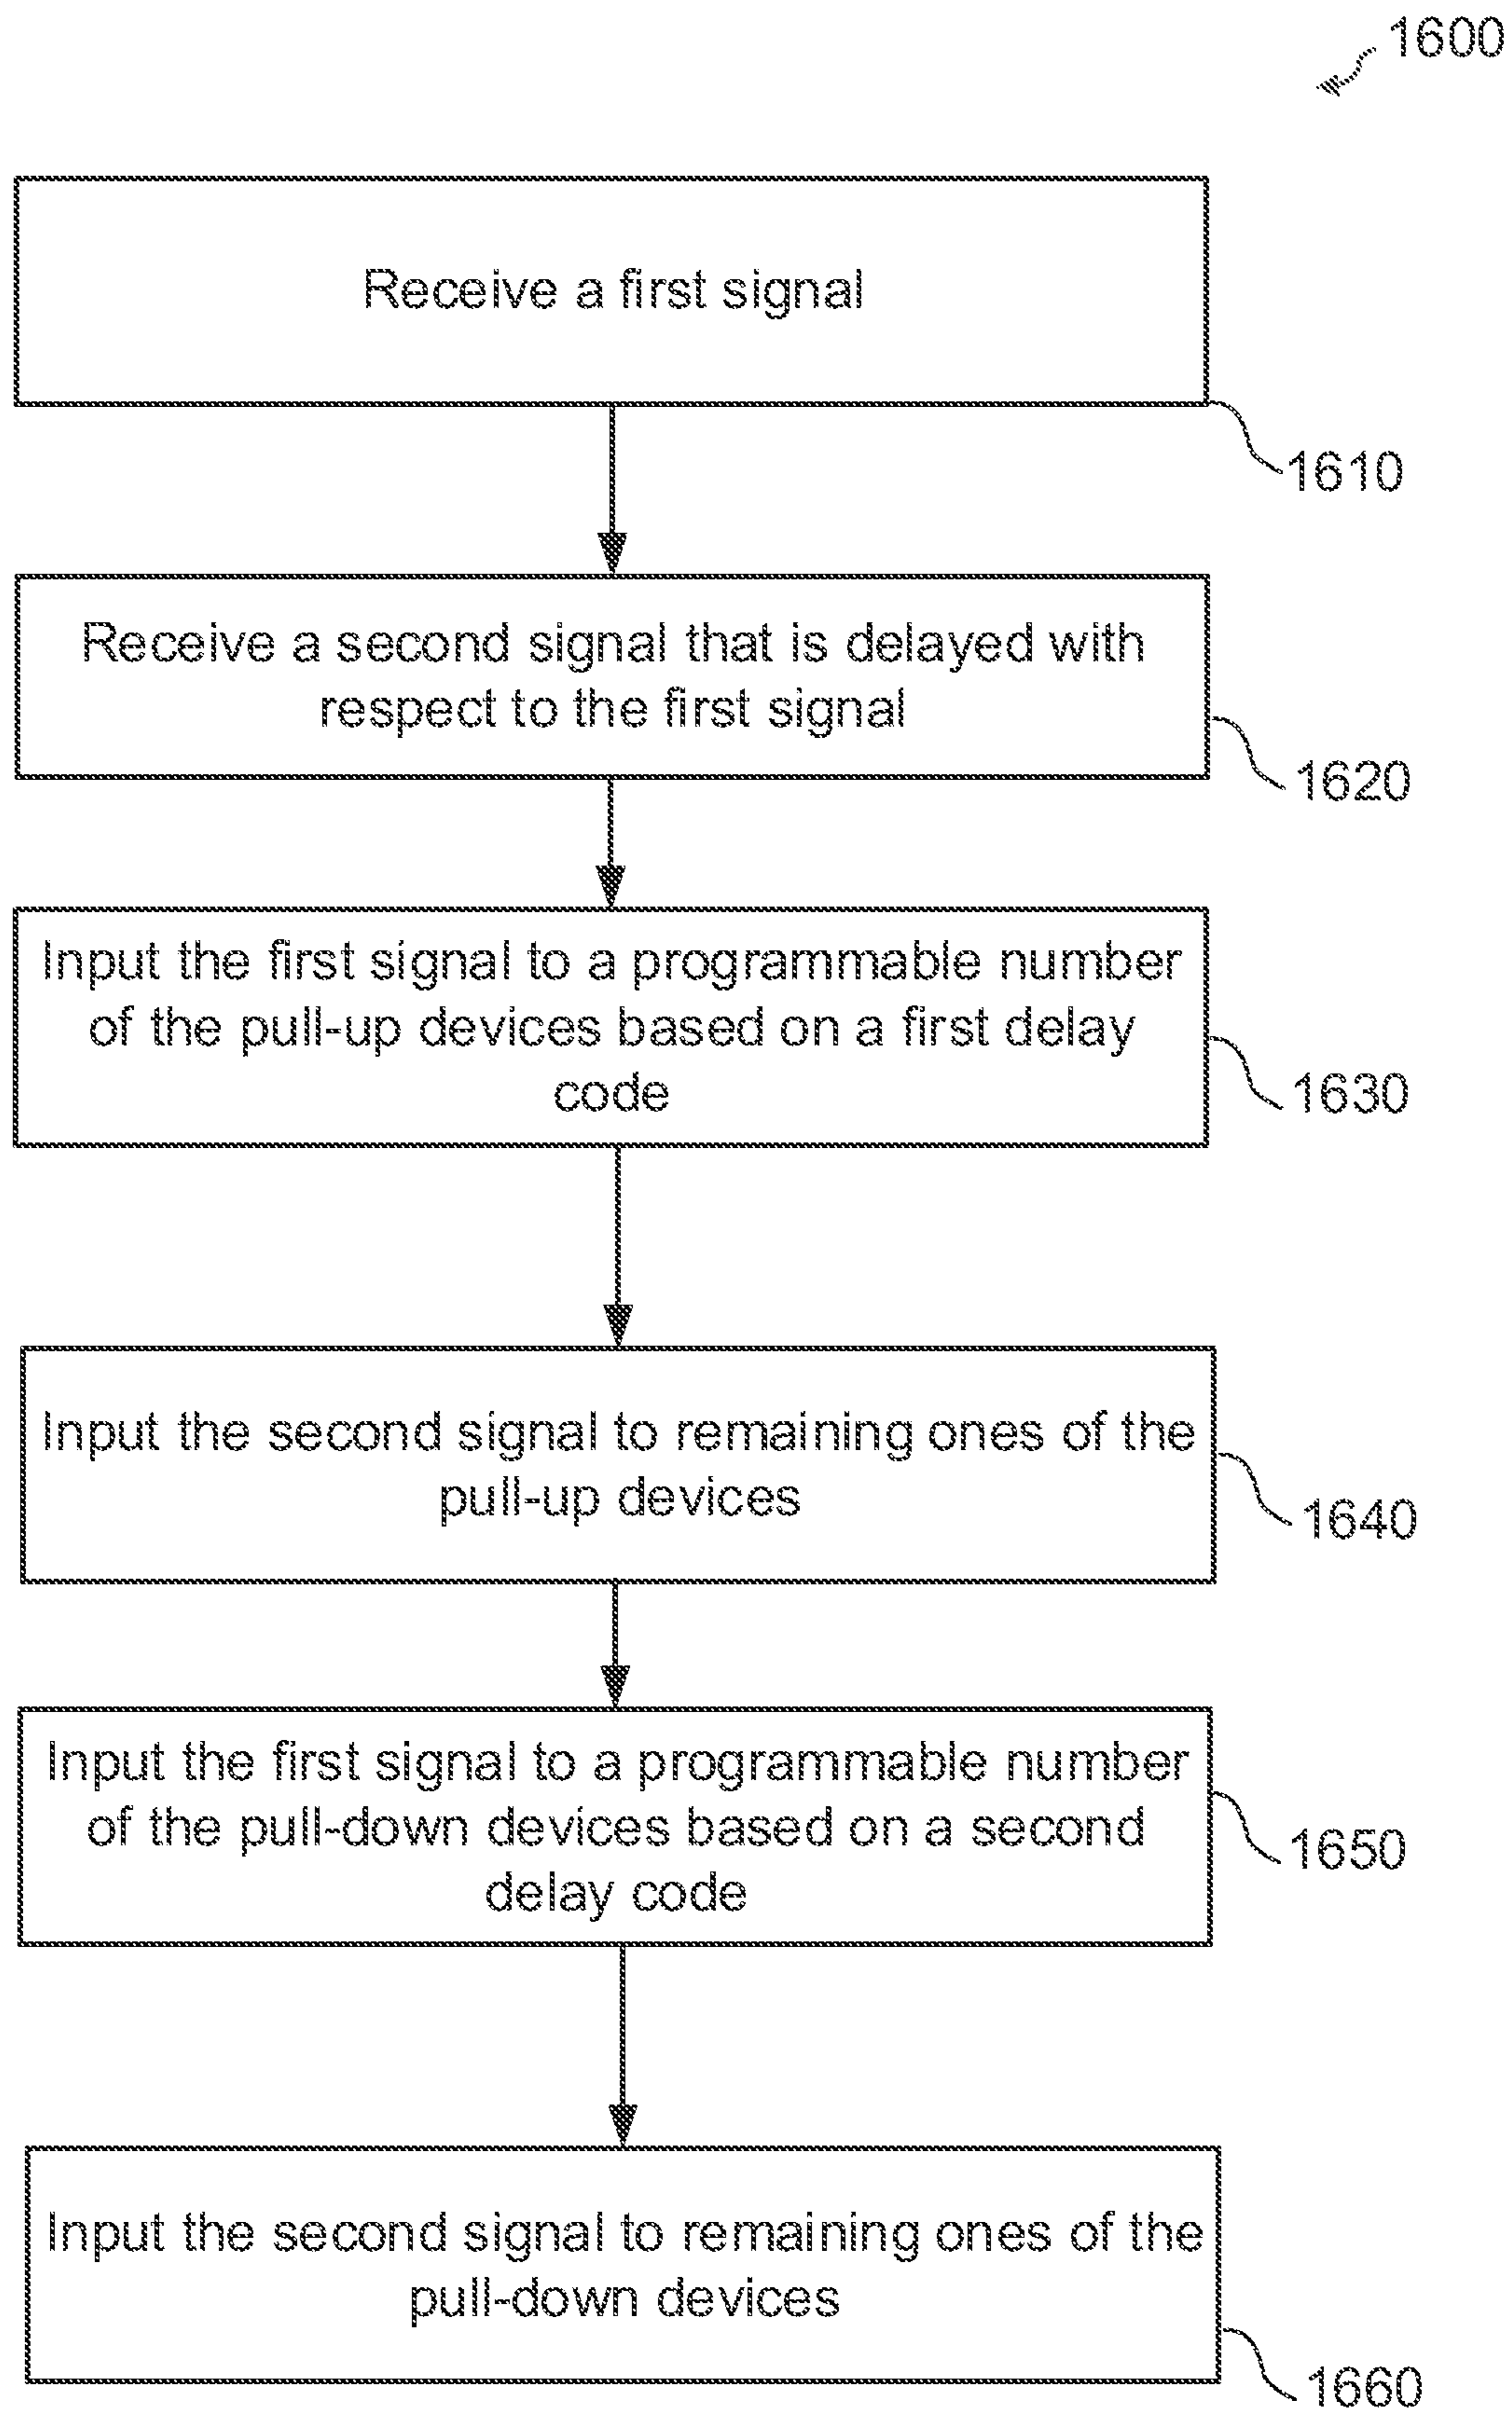 1600
Receive a first signal
1610
Receive a second signal that is delayed with
respect to the first signal
1620
Input the first signal to a programmable number
of the pull-up devices based on a first delay
code
1630
Input the second signal to remaining ones of the
pull-up devices
1640
Input the first signal to a programmable number
of the pull-down devices based on a second
delay code
1650
Input the second signal to remaining ones of the
pull-down devices
1660